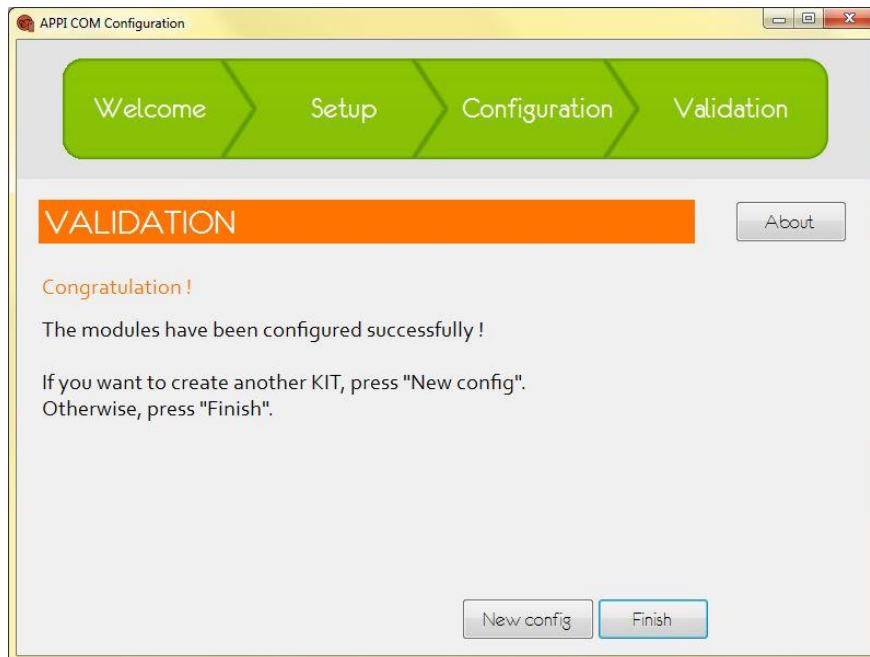 APPI COM Configuration
Welcome Setup Configuration Validation
VALIDATION
About
Congratulation !
The modules have been configured successfully !
If you want to create another KIT, press "New config".
Otherwise, press "Finish".
New config Finish